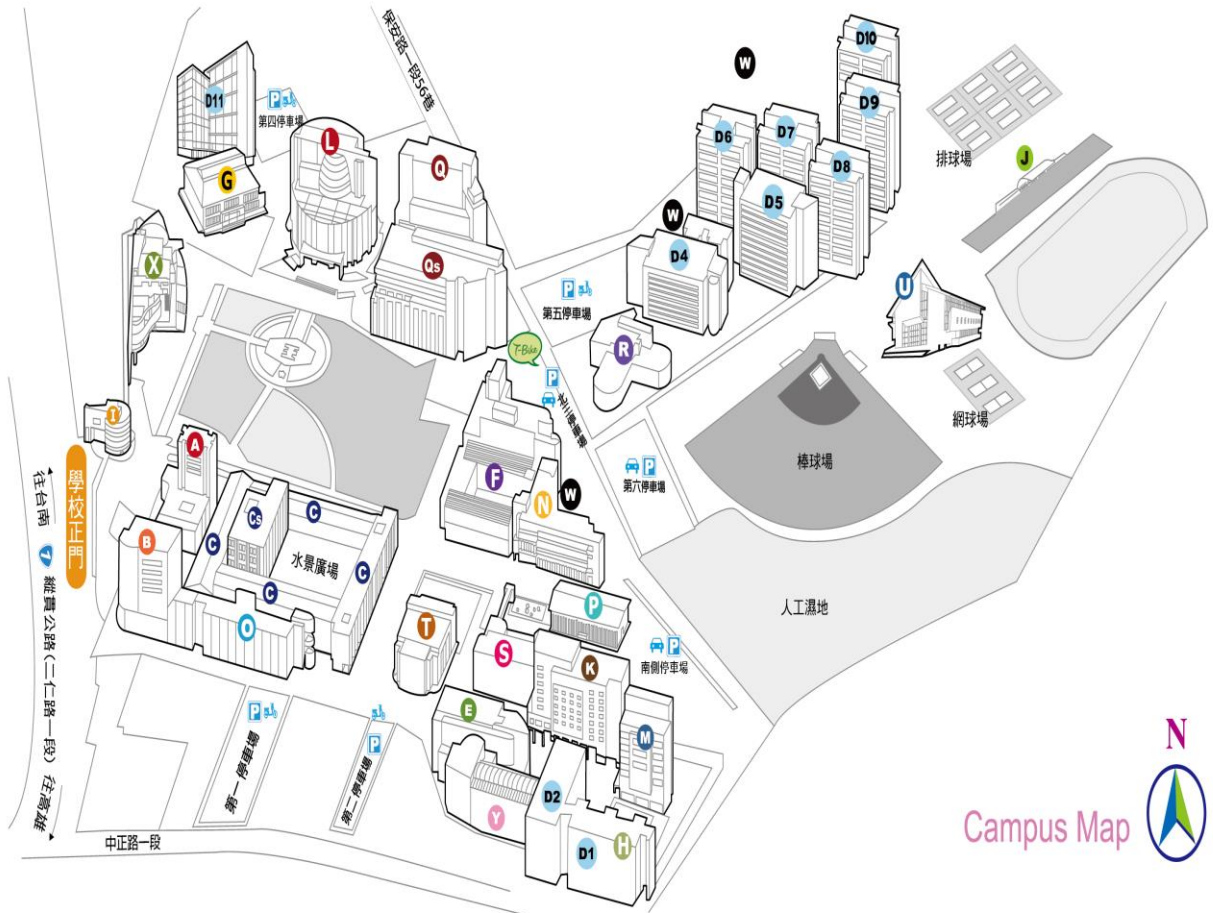 保安路一段56巷
D10
W
D11
P
第四停車場
D9
D6
D7
L
排球場
J
Q
D8
G
D5
W
D4
X
Qs
U
P
第五停車場
T-Bike
R
P
北三停車場
I
網球場
A
學校正門
棒球場
P
第六停車場
F
N
W
往台南
7
縱貫公路(二仁路一段)
往高雄
Cs
C
B
C
水景廣場
C
C
P
人工濕地
O
T
S
P
南側停車場
K
E
P
第一停車場
P
第二停車場
M
N
D2
Y
Campus Map
中正路一段
D1
H